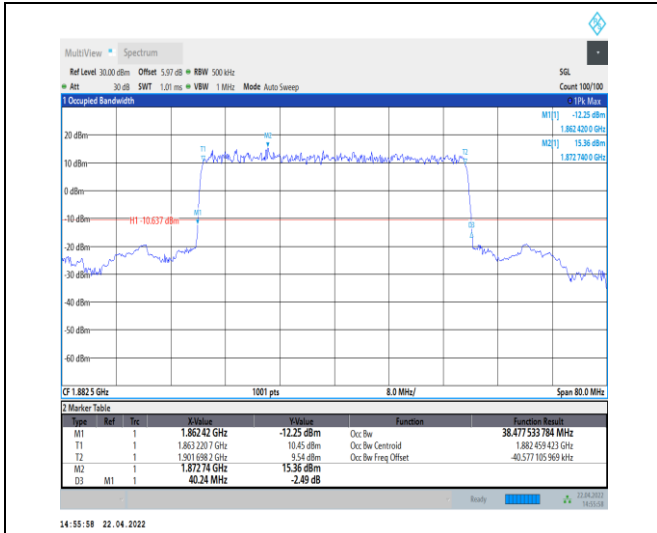 MultiView Spectrum
Ref Level 30.00 dBm Offset 5.97 dB RBW 500 kHz SGL
Att 30 dB SWT 1.01 ms VBW 1 MHz Mode Auto Sweep Count 100/100
1 Occupied Bandwidth 1Pk Max
M1[1] -12.25 dBm
1.862 420 0 GHz
M2[1] 15.36 dBm
1.872 740 0 GHz
20 dBm
M2
T1
T2
10 dBm
0 dBm
M1
-10 dBm
H1 -10.637 dBm
D3
-20 dBm
-30 dBm
-40 dBm
-50 dBm
-60 dBm
CF 1.882 5 GHz 1001 pts 8.0 MHz/ Span 80.0 MHz
2 Marker Table
Type Ref Trc X-Value Y-Value Function Function Result
M1 1 1.862 42 GHz -12.25 dBm Occ Bw 38.477 533 784 MHz
T1 1 1.863 220 7 GHz 10.45 dBm Occ Bw Centroid 1.882 459 423 GHz
T2 1 1.901 698 2 GHz 9.54 dBm Occ Bw Freq Offset -40.577 105 969 kHz
M2 1 1.872 74 GHz 15.36 dBm
D3 M1 1 40.24 MHz -2.49 dB
Ready 22.04.2022
14:55:58
14:55:58 22.04.2022